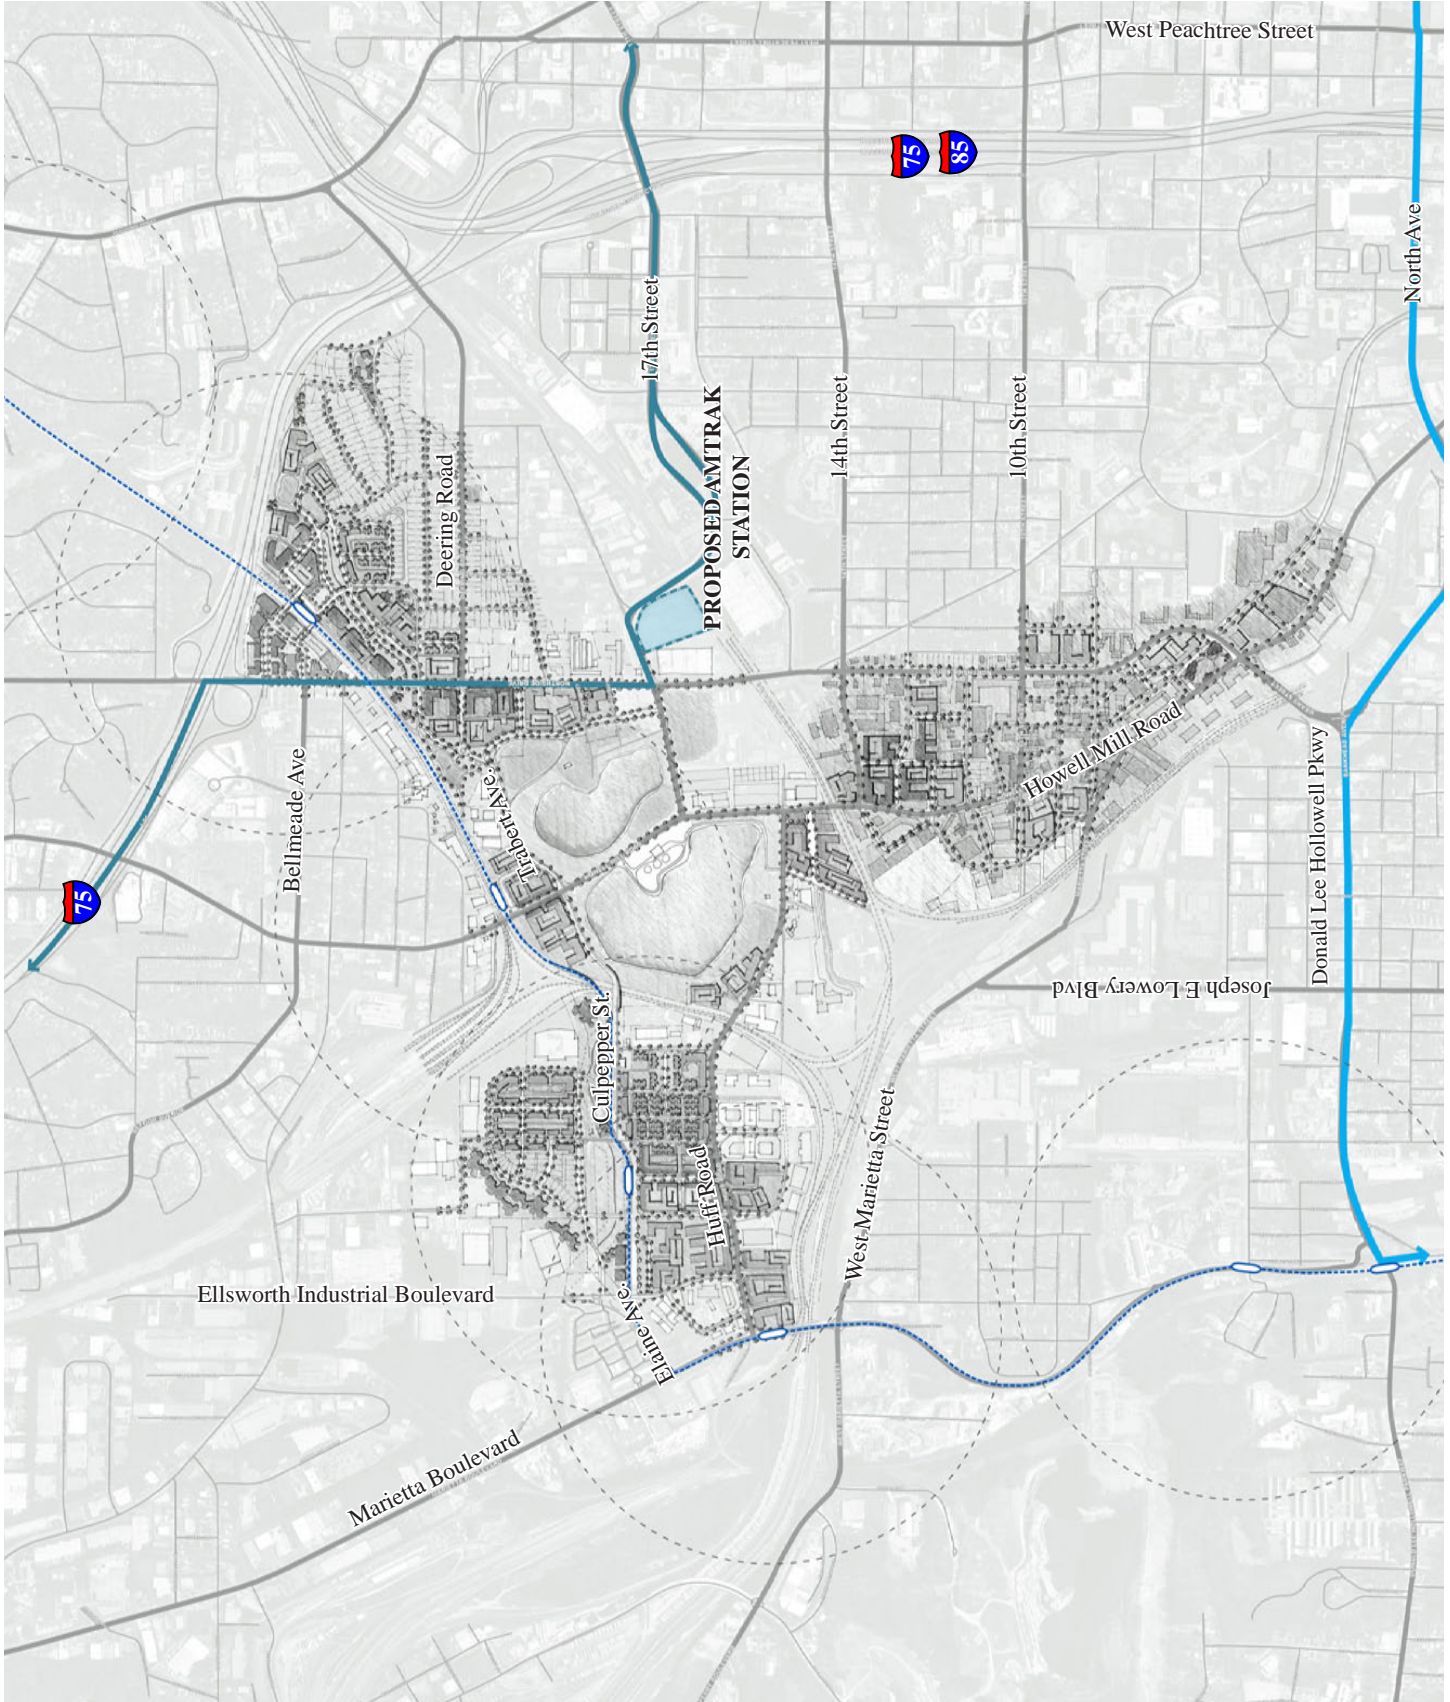 West Peachtree Street
75
85
North Ave
17th Street
PROPOSED AMTRAK
STATION
14th Street
10th Street
Deering Road
Howell Mill Road
Bellmeade Ave
Trabert Ave.
Donald Lee Hollowell Pkwy
75
Joseph E Lowery Blvd
Culpepper St.
Huff Road
West Marietta Street
Ellsworth Industrial Boulevard
Elaine Ave.
Marietta Boulevard